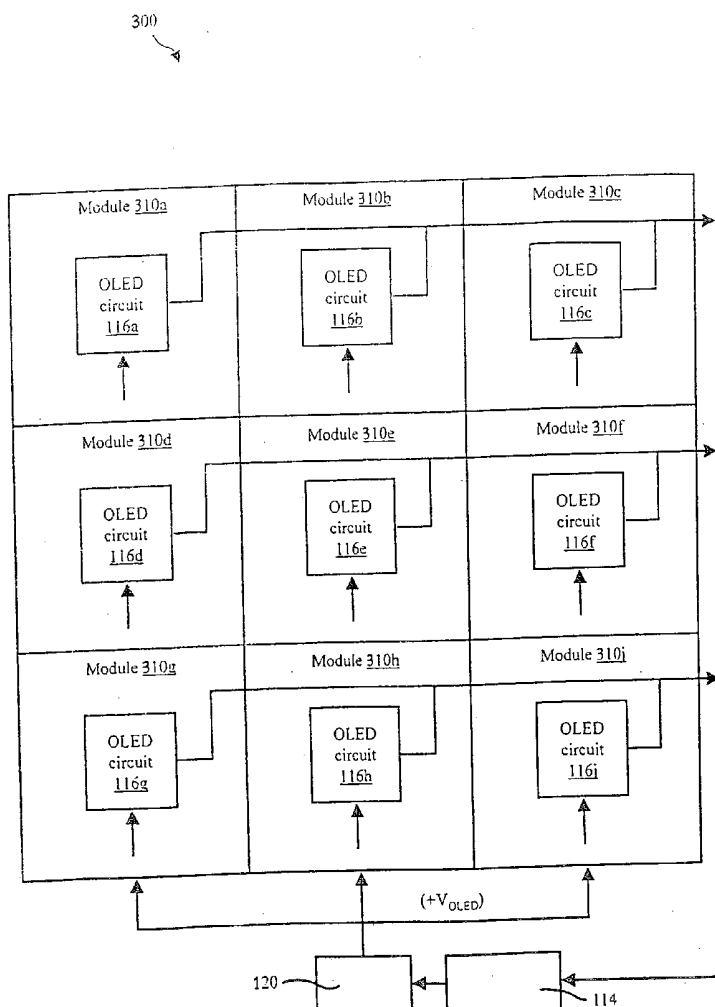 300
Module 310a
Module 310b
Module 310c
OLED
circuit
116a
OLED
circuit
116b
OLED
circuit
116c
Module 310d
Module 310e
Module 310f
OLED
circuit
116d
OLED
circuit
116e
OLED
circuit
116f
Module 310g
Module 310h
Module 310j
OLED
circuit
116g
OLED
circuit
116h
OLED
circuit
116j
(+VOLED)
120
114